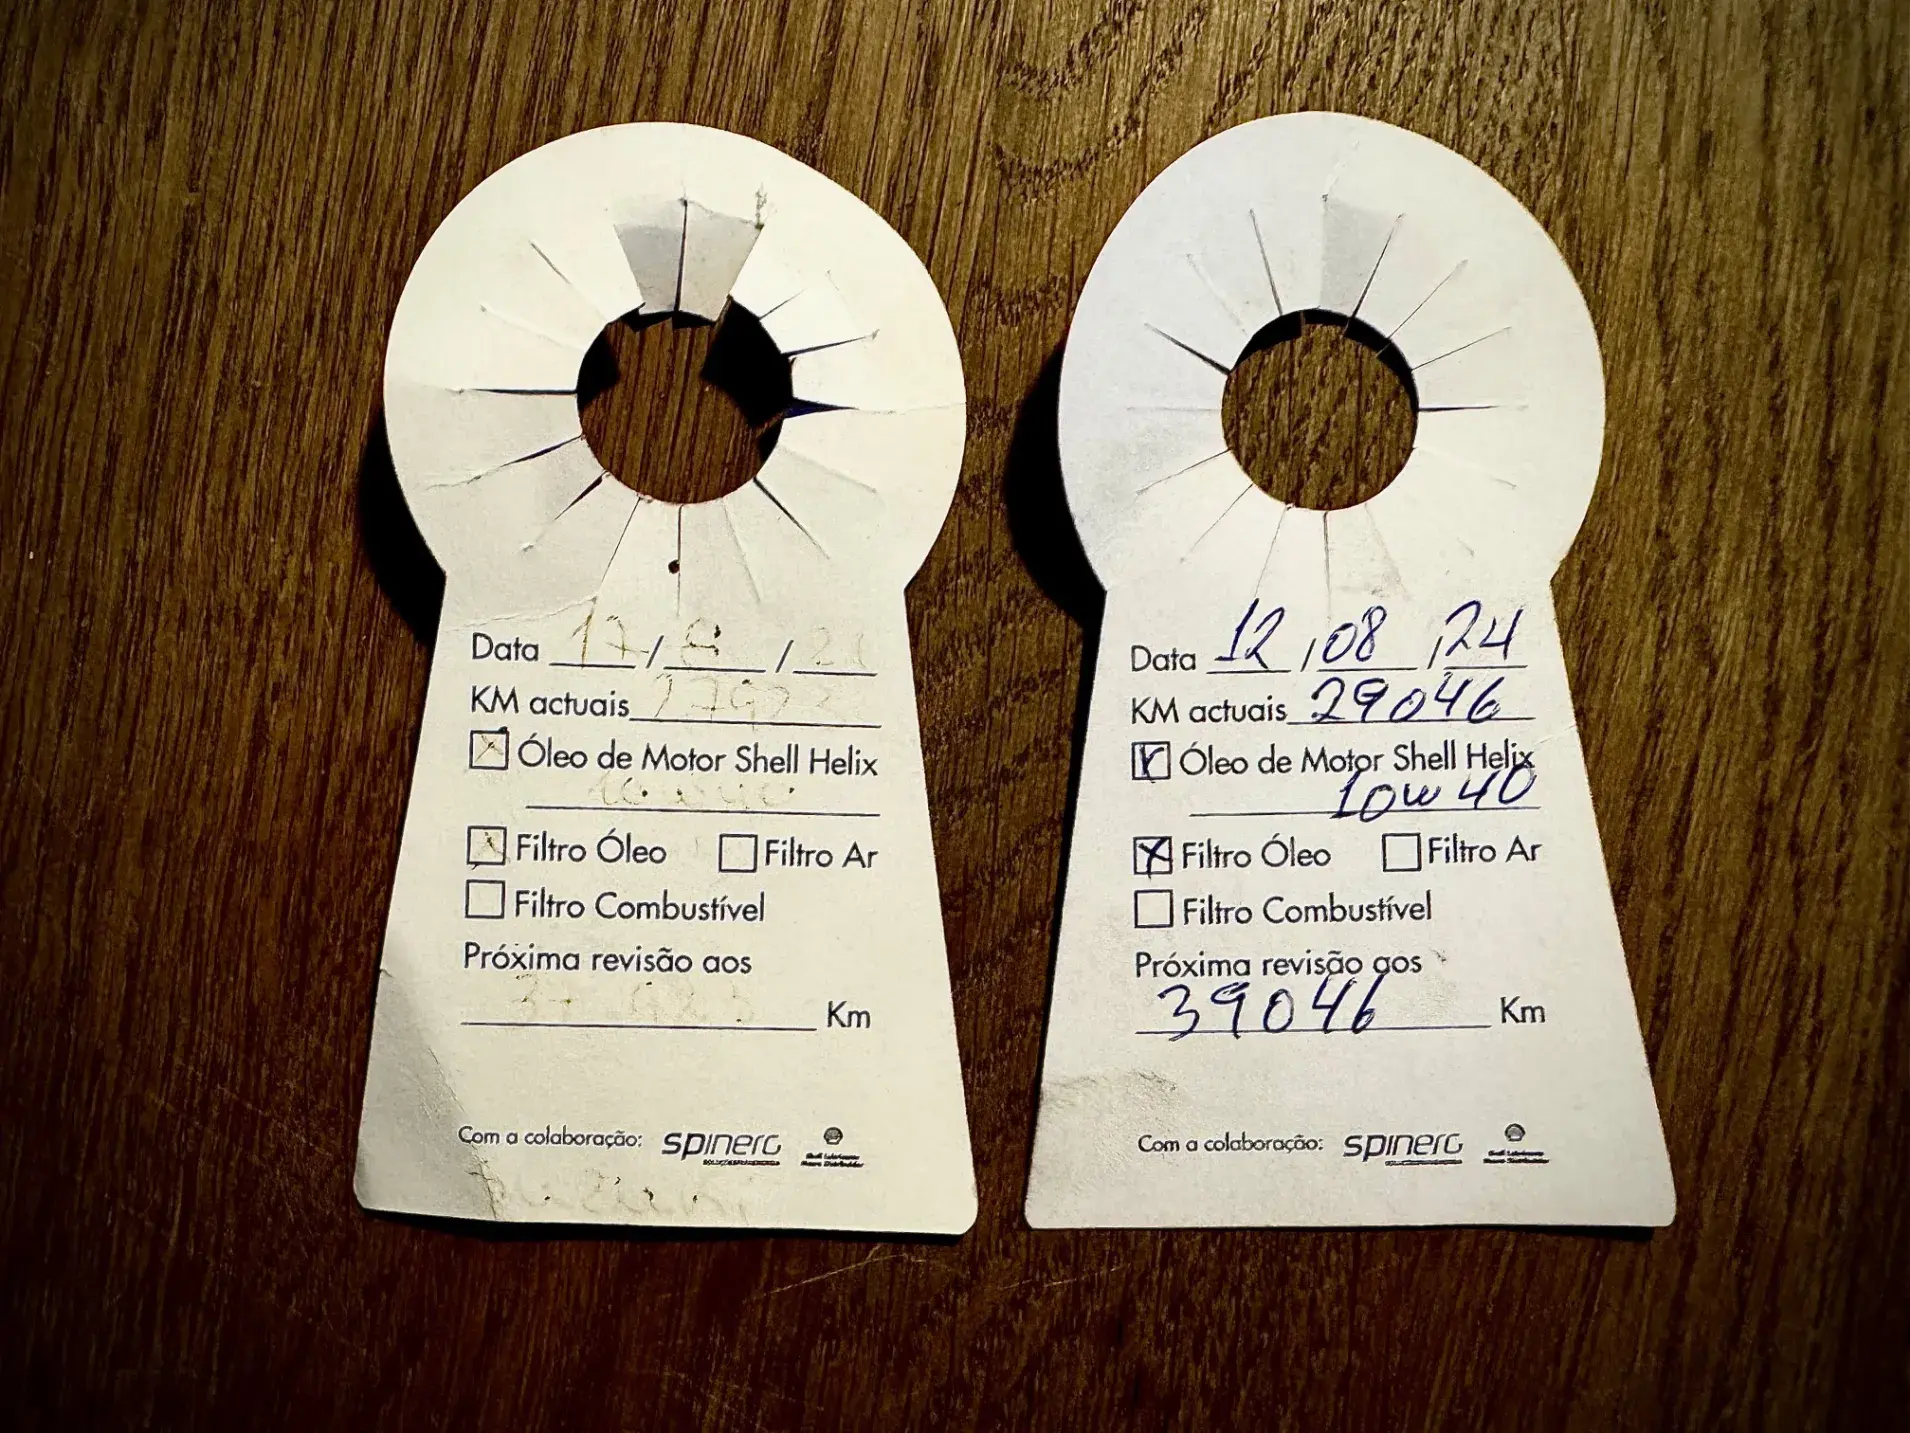 Data 17 / 8 /
KM actuais
Óleo de Motor Shell Helix
Filtro Óleo Filtro Ar
Filtro Combustível
Próxima revisão aos
Km
Com a colaboração: spinerg
Data 12 / 08 / 24
KM actuais 29046
Óleo de Motor Shell Helix
10w 40
Filtro Óleo Filtro Ar
Filtro Combustível
Próxima revisão aos
39046 Km
Com a colaboração: spinerg